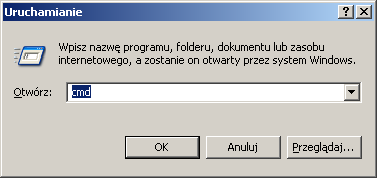 Uruchamianie
Wpisz nazwę programu, folderu, dokumentu lub zasobu
internetowego, a zostanie on otwarty przez system Windows.
Otwórz: cmd
OK Anuluj Przeglądaj...